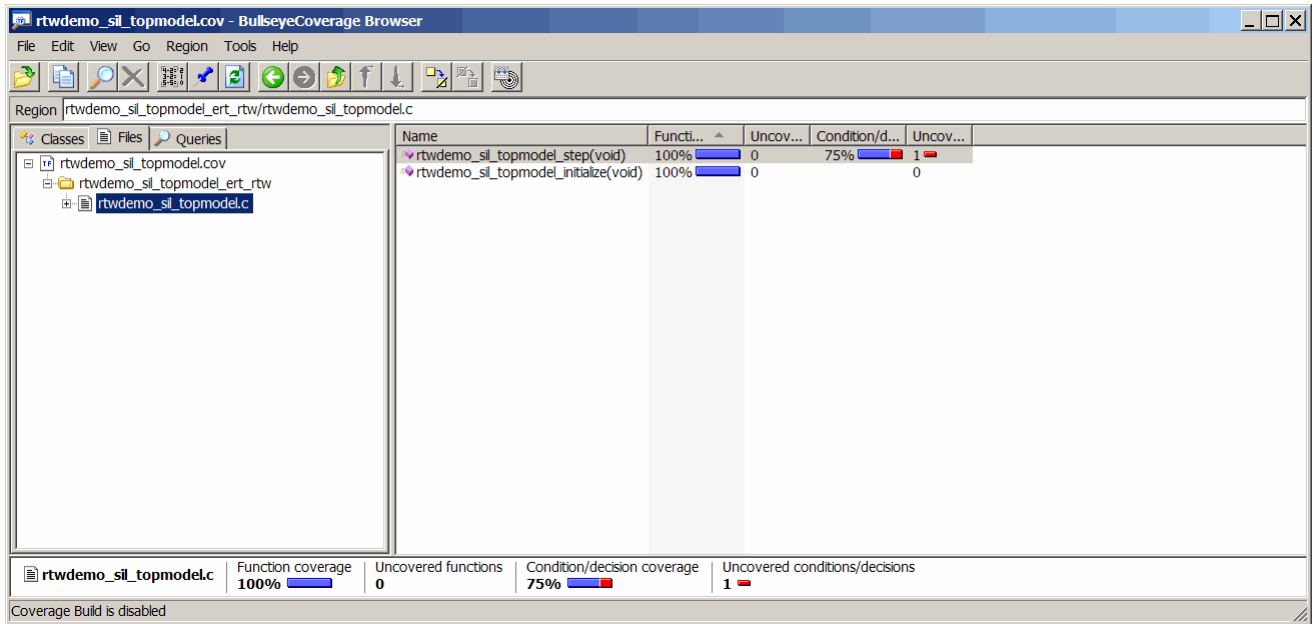 rtwdemo_sil_topmodel.cov - BullseyeCoverage Browser
File Edit View Go Region Tools Help
Region rtwdemo_sil_topmodel_ert_rtw/rtwdemo_sil_topmodel.c
Classes Files Queries
Name Functi... Uncov... Condition/d... Uncov...
rtwdemo_sil_topmodel.cov
rtwdemo_sil_topmodel_ert_rtw
rtwdemo_sil_topmodel.c
rtwdemo_sil_topmodel_step(void) 100% 0 75% 1
rtwdemo_sil_topmodel_initialize(void) 100% 0 0
rtwdemo_sil_topmodel.c
Function coverage Uncovered functions Condition/decision coverage Uncovered conditions/decisions
100% 0 75% 1
Coverage Build is disabled